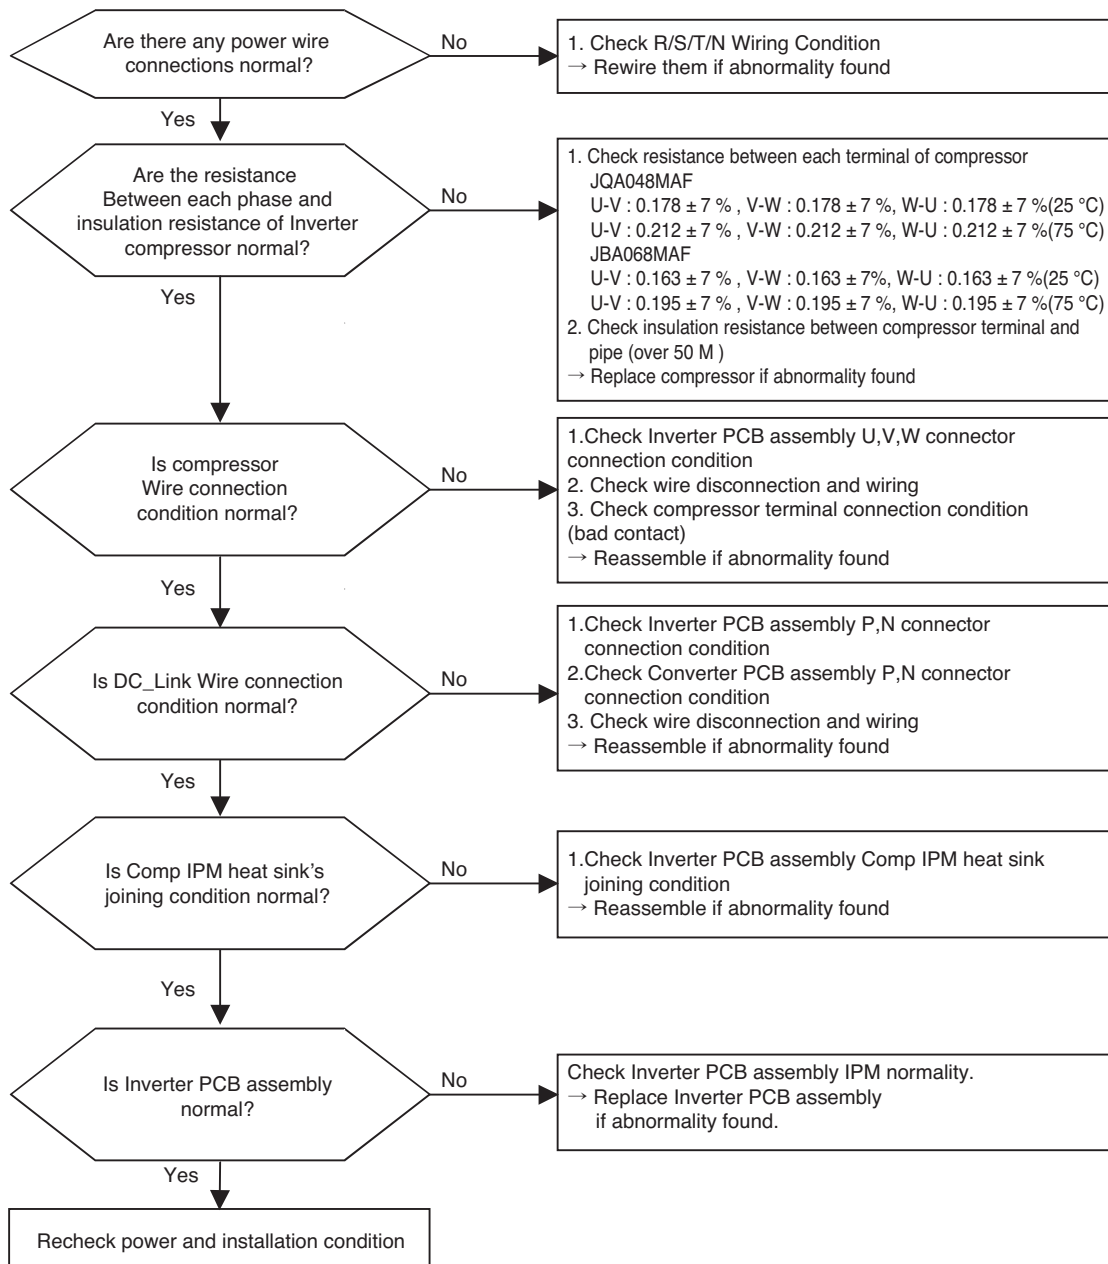 Are there any power wire
connections normal?
No
1. Check R/S/T/N Wiring Condition
→ Rewire them if abnormality found
Yes
Are the resistance
Between each phase and
insulation resistance of Inverter
compressor normal?
No
1. Check resistance between each terminal of compressor
JQA048MAF
U-V : 0.178 ± 7 % , V-W : 0.178 ± 7 %, W-U : 0.178 ± 7 %(25 °C)
U-V : 0.212 ± 7 % , V-W : 0.212 ± 7 %, W-U : 0.212 ± 7 %(75 °C)
JBA068MAF
U-V : 0.163 ± 7 % , V-W : 0.163 ± 7%, W-U : 0.163 ± 7 %(25 °C)
U-V : 0.195 ± 7 % , V-W : 0.195 ± 7 %, W-U : 0.195 ± 7 %(75 °C)
2. Check insulation resistance between compressor terminal and
pipe (over 50 M )
→ Replace compressor if abnormality found
Yes
Is compressor
Wire connection
condition normal?
No
1.Check Inverter PCB assembly U,V,W connector
connection condition
2. Check wire disconnection and wiring
3. Check compressor terminal connection condition
(bad contact)
→ Reassemble if abnormality found
Yes
Is DC_Link Wire connection
condition normal?
No
1.Check Inverter PCB assembly P,N connector
connection condition
2.Check Converter PCB assembly P,N connector
connection condition
3. Check wire disconnection and wiring
→ Reassemble if abnormality found
Yes
Is Comp IPM heat sink's
joining condition normal?
No
1.Check Inverter PCB assembly Comp IPM heat sink
joining condition
→ Reassemble if abnormality found
Yes
Is Inverter PCB assembly
normal?
No
Check Inverter PCB assembly IPM normality.
→ Replace Inverter PCB assembly
if abnormality found.
Yes
Recheck power and installation condition